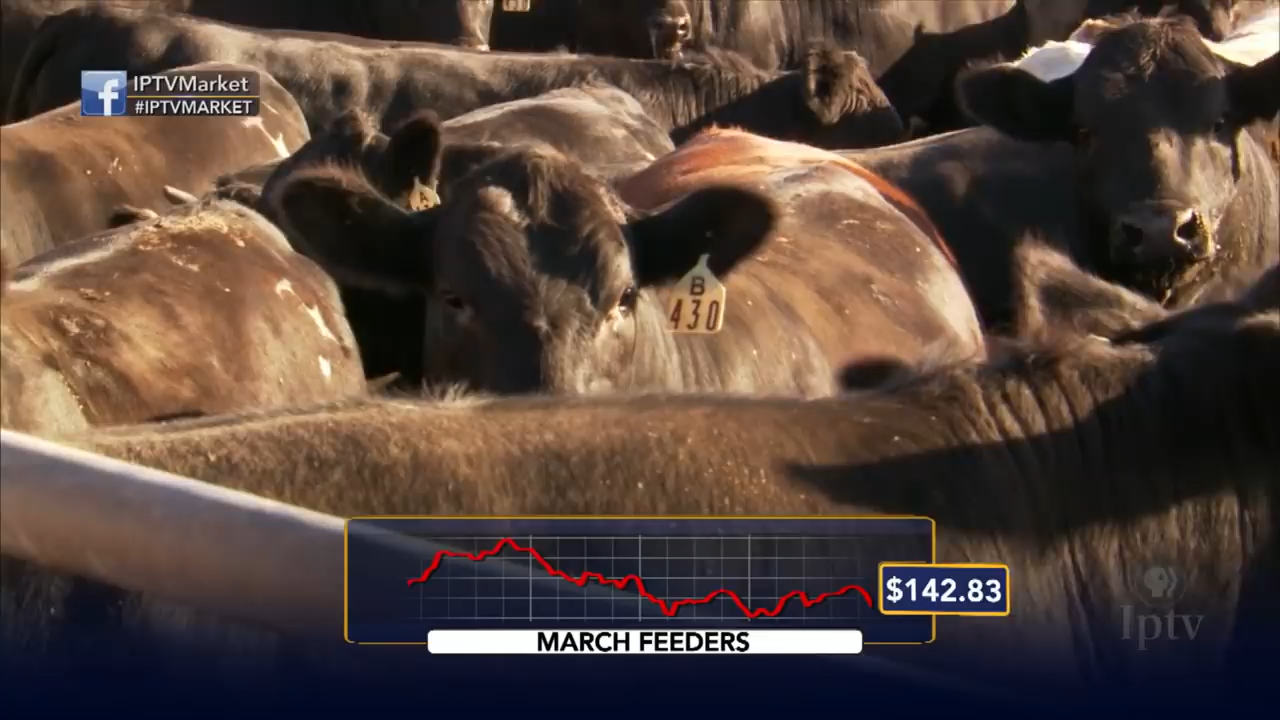 IPTVMarket
#IPTVMARKET
B
430
$142.83
MARCH FEEDERS
Iptv